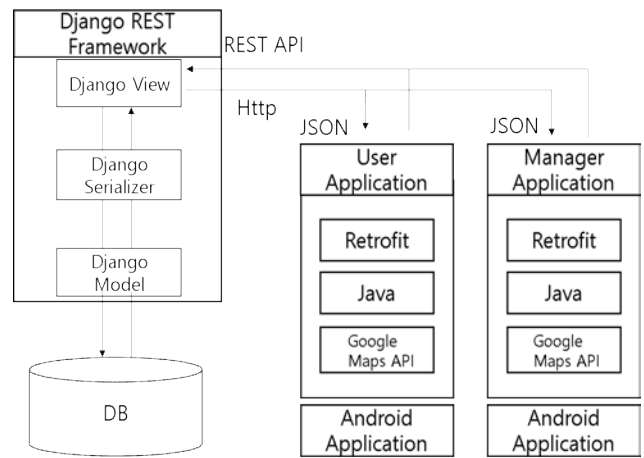 Django REST
Framework
REST API
Django View
Http
JSON
JSON
Django
Serializer
User
Application
Manager
Application
Retrofit
Retrofit
Django
Model
Java
Java
Google
Maps API
Google
Maps API
DB
Android
Application
Android
Application